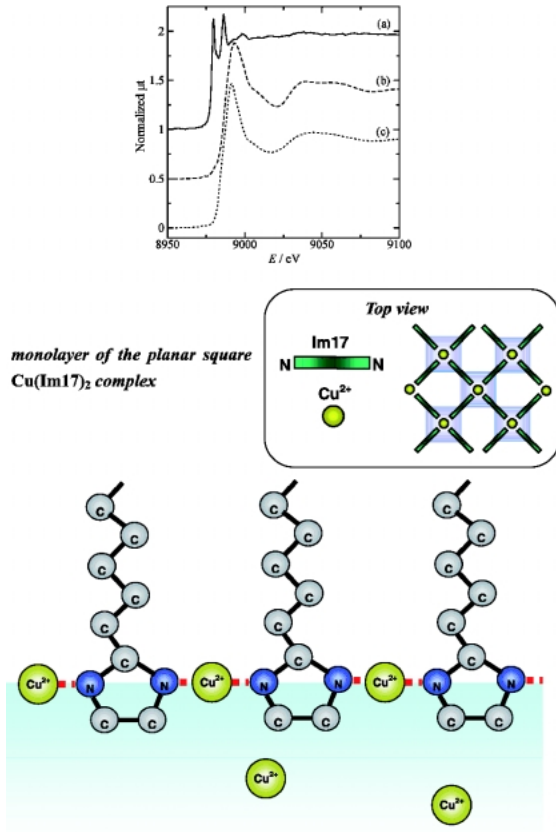 2
(a)
1.5
(b)
1
0.5
(c)
0
Normalized μt
8950 9000 9050 9100
E / eV
Top view
Im17
N N
Cu²⁺
monolayer of the planar square
Cu(Im17)₂ complex
C
C
C
C
C
C
Cu²⁺ N N
C C
C
C
C
C
C
C
Cu²⁺ N N
C C
C
C
C
C
C
C
Cu²⁺ N N
C C
Cu²⁺
Cu²⁺